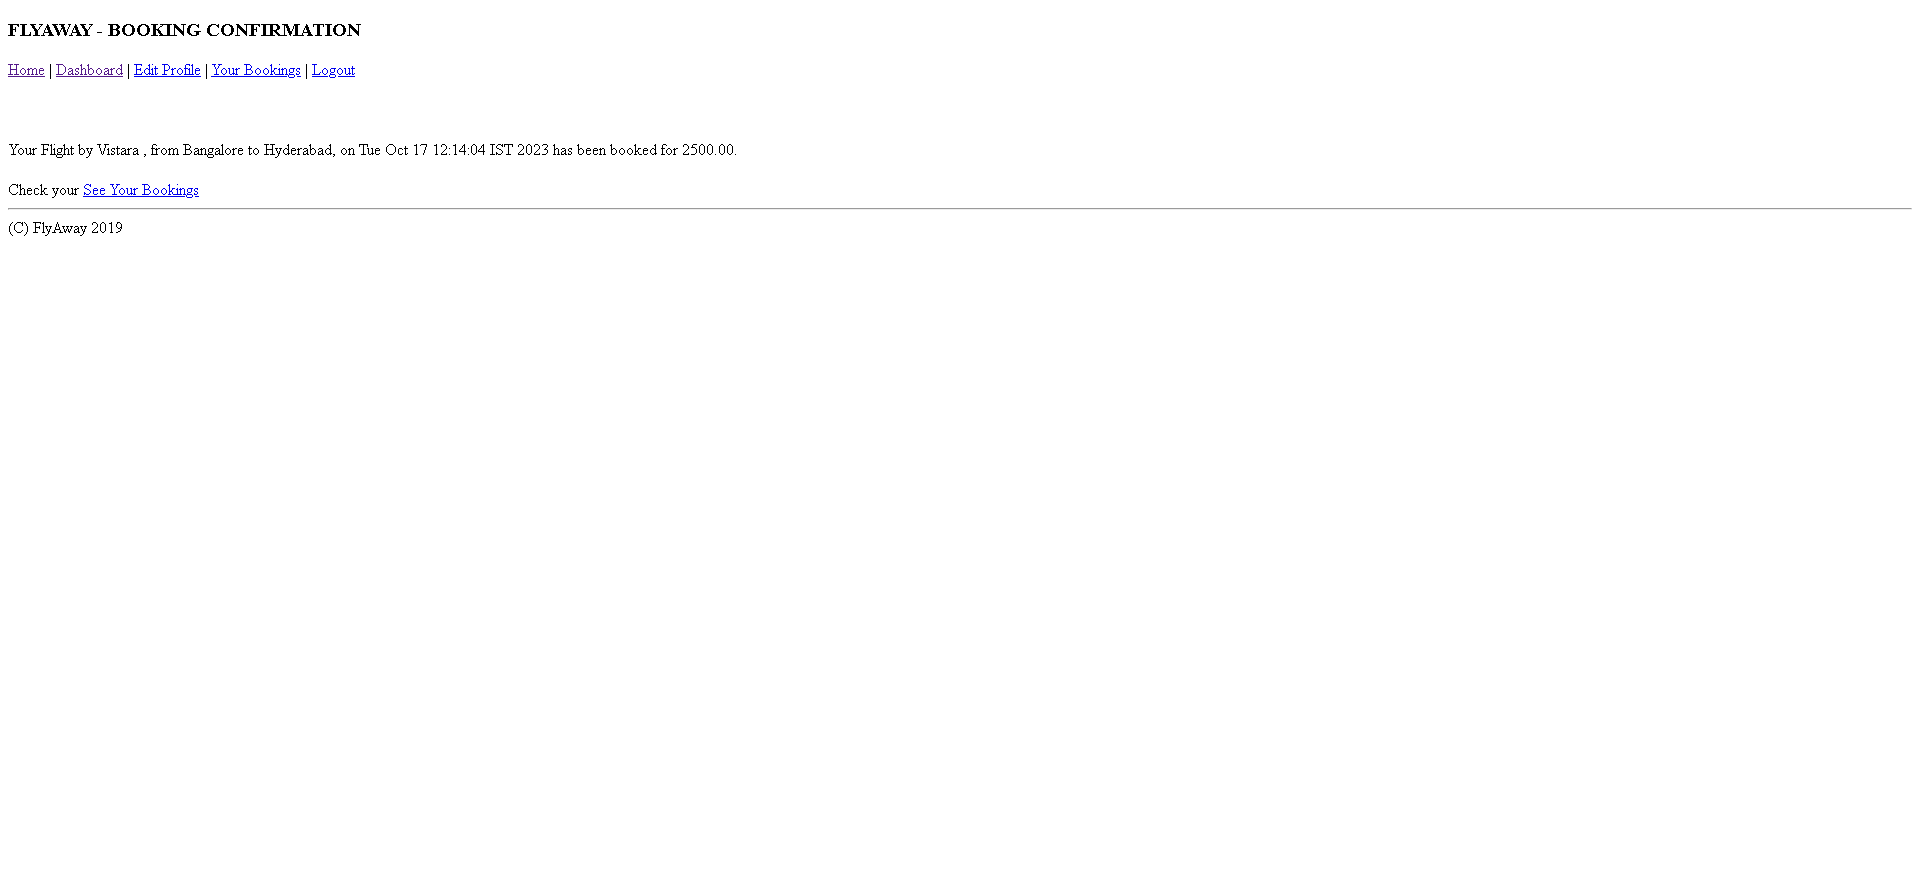 FLYAWAY - BOOKING CONFIRMATION
Home | Dashboard | Edit Profile | Your Bookings | Logout
Your Flight by Vistara , from Bangalore to Hyderabad, on Tue Oct 17 12:14:04 IST 2023 has been booked for 2500.00.
Check your See Your Bookings
(C) FlyAway 2019